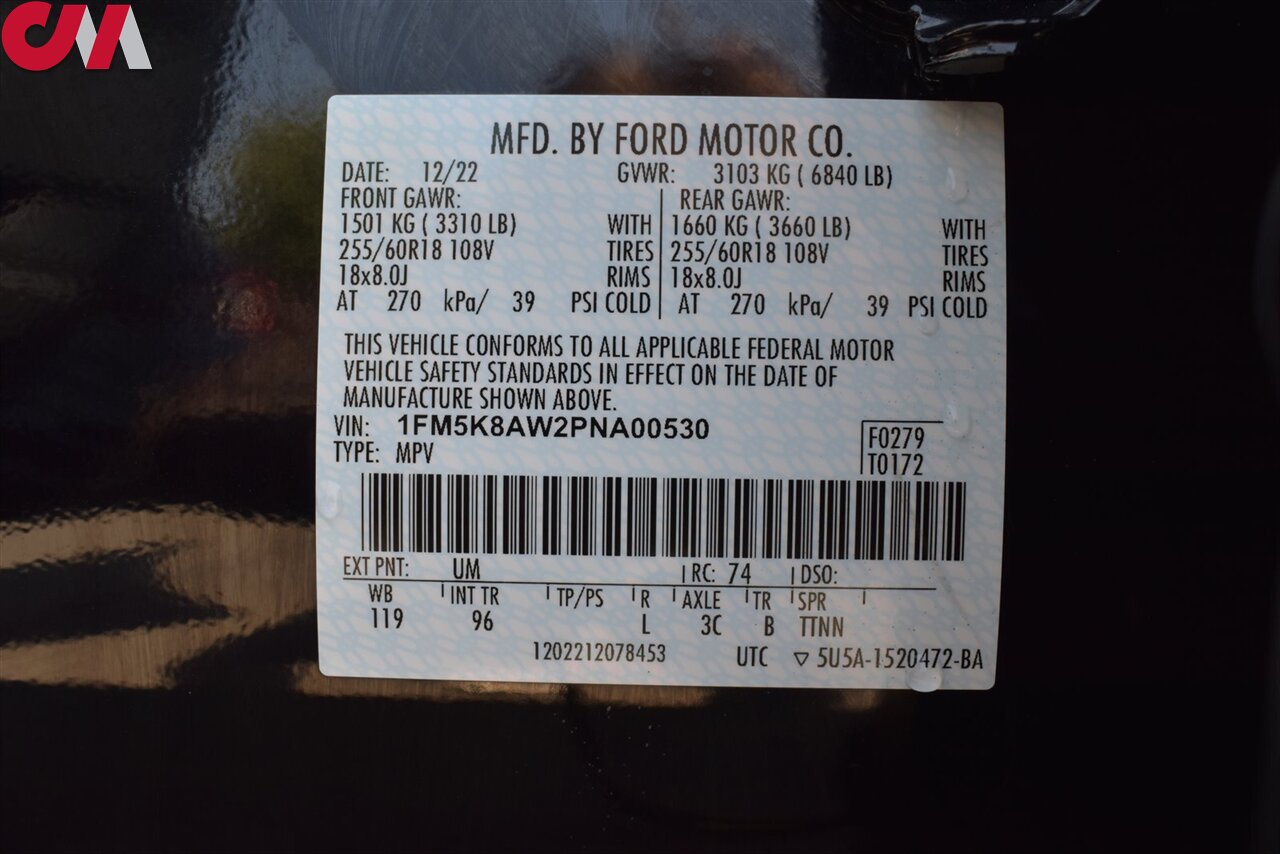 CM
MFD. BY FORD MOTOR CO.
DATE: 12/22 GVWR: 3103 KG ( 6840 LB)
FRONT GAWR: REAR GAWR:
1501 KG ( 3310 LB) WITH 1660 KG ( 3660 LB) WITH
255/60R18 108V TIRES 255/60R18 108V TIRES
18x8.0J RIMS 18x8.0J RIMS
AT 270 kPa/ 39 PSI COLD AT 270 kPa/ 39 PSI COLD
THIS VEHICLE CONFORMS TO ALL APPLICABLE FEDERAL MOTOR
VEHICLE SAFETY STANDARDS IN EFFECT ON THE DATE OF
MANUFACTURE SHOWN ABOVE.
VIN: 1FM5K8AW2PNA00530
F0279
TYPE: MPV T0172
EXT PNT: UM RC: 74 DSO:
WB INT TR TP/PS R AXLE TR SPR
119 96 L 3C B TTNN
1202212078453 UTC ▽ 5U5A-1520472-BA